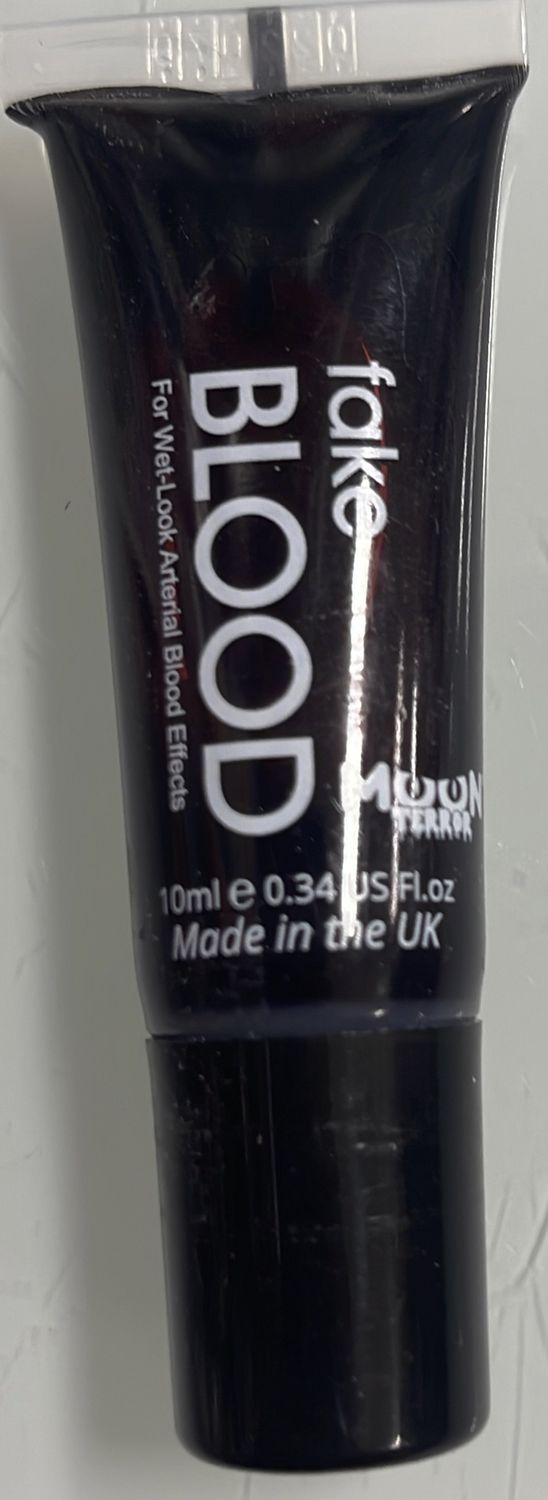 fake
BLOOD
For Wet-Look Arterial Blood Effects
MOON
TERROR
10ml e 0.34 US Fl.oz
Made in the UK